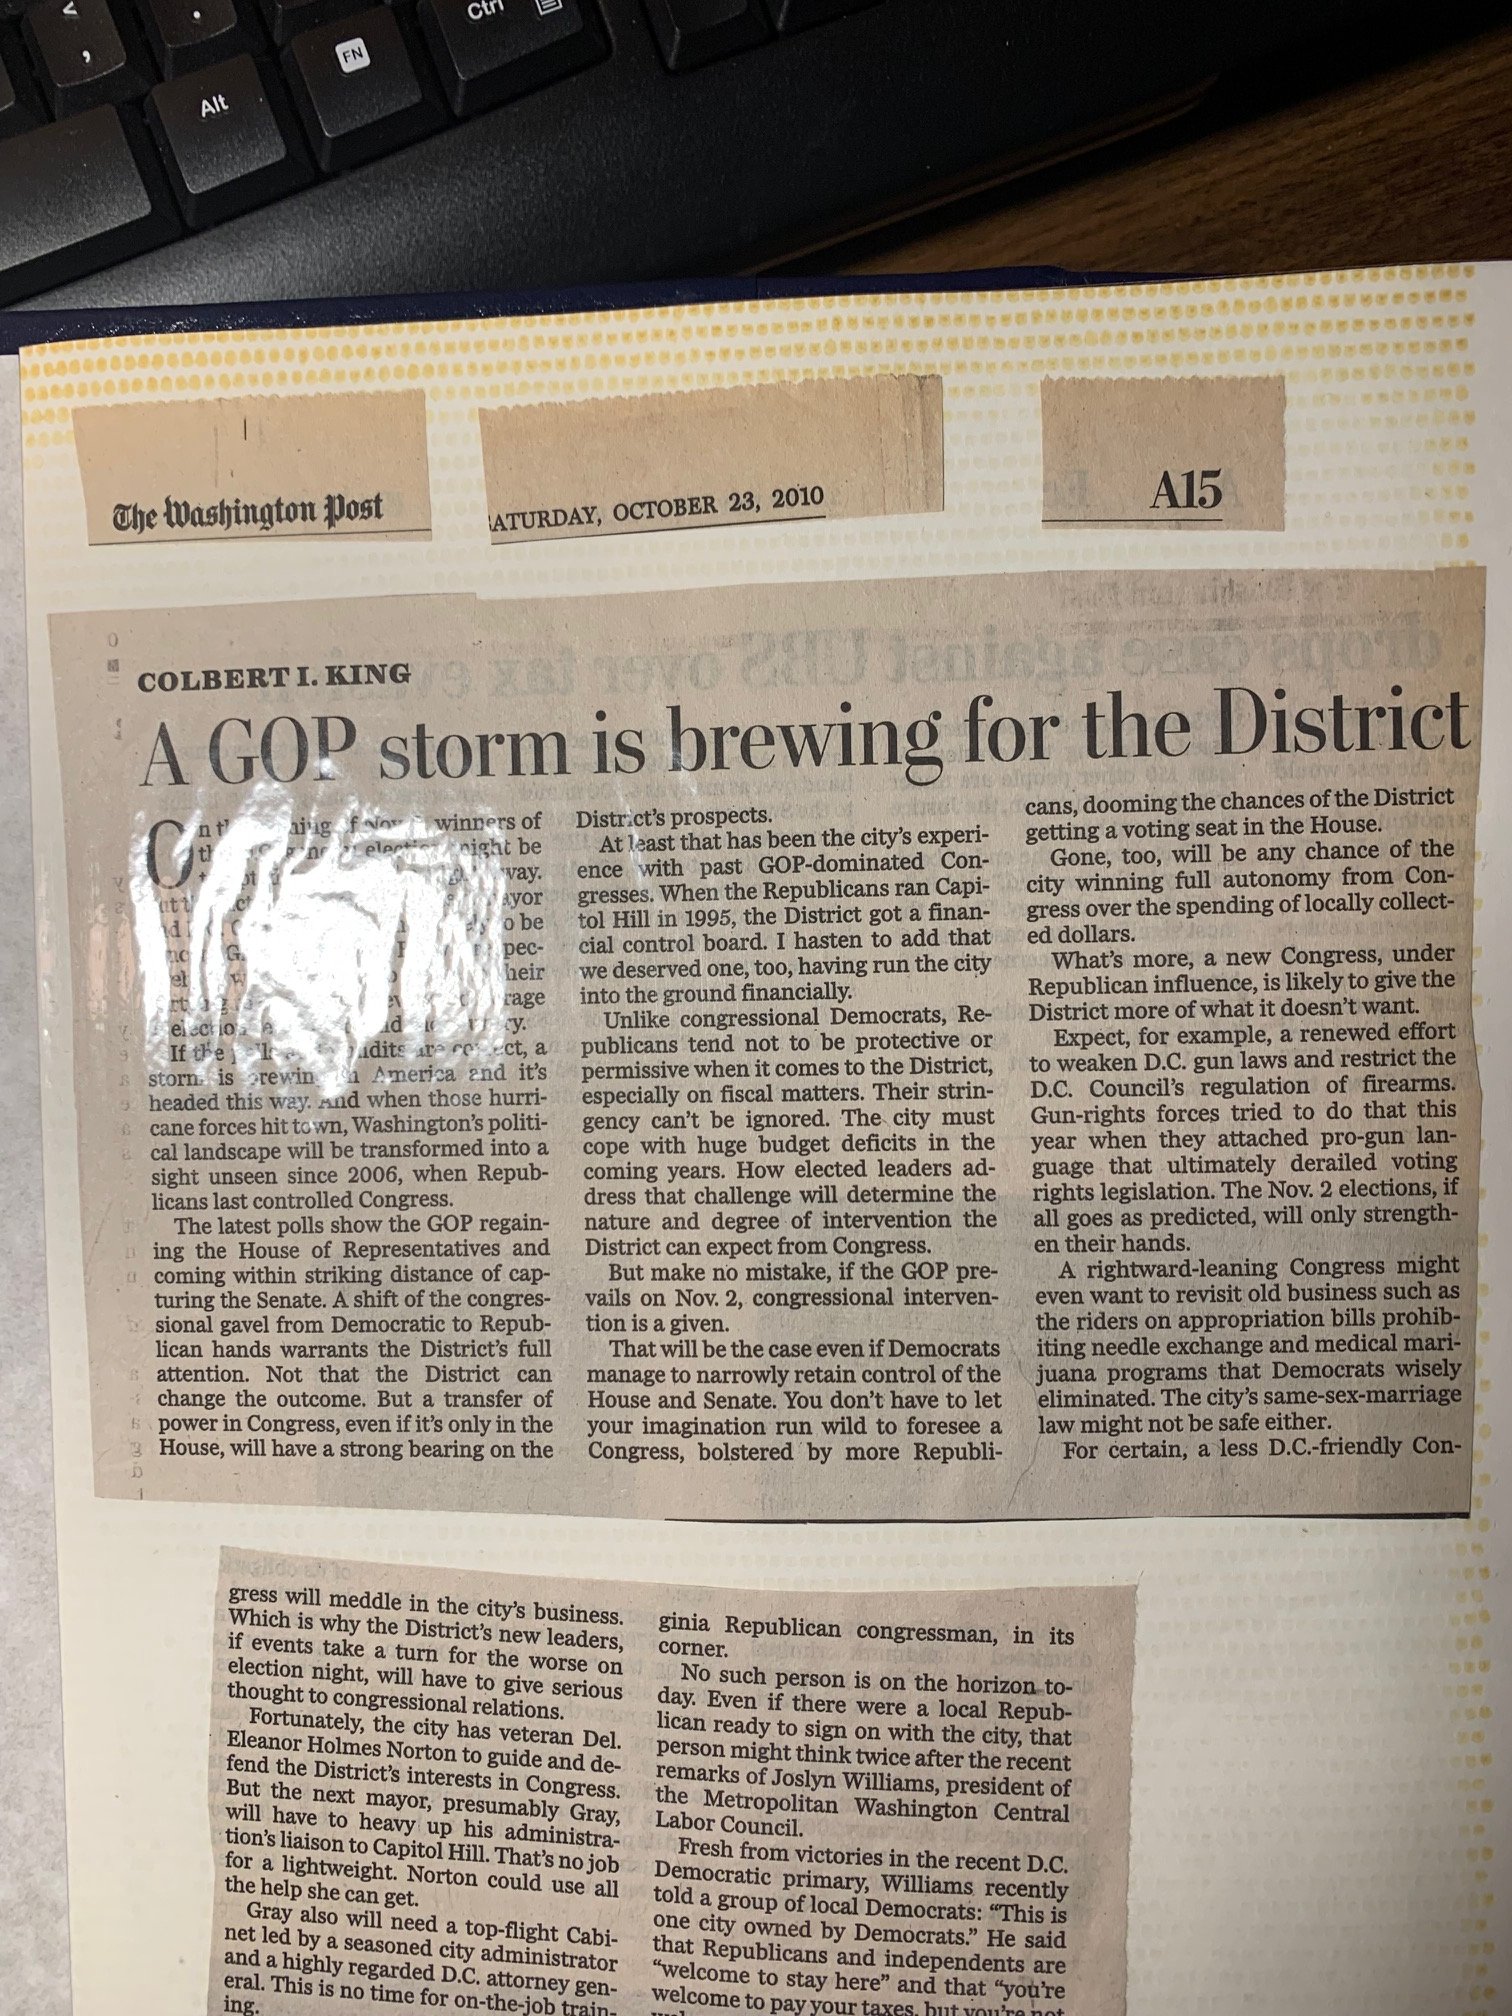 Ctrl
FN
Alt
The Washington Post
ATURDAY, OCTOBER 23, 2010
A15
COLBERT I. KING
A GOP storm is brewing for the District
winners of
might be
way.
ayor
o be
pec-
heir
rage
If the are a
storm is brewing in America and it's
headed this way. And when those hurri-
cane forces hit town, Washington's politi-
cal landscape will be transformed into a
sight unseen since 2006, when Repub-
licans last controlled Congress.
The latest polls show the GOP regain-
ing the House of Representatives and
coming within striking distance of cap-
turing the Senate. A shift of the congres-
sional gavel from Democratic to Repub-
lican hands warrants the District's full
attention. Not that the District can
change the outcome. But a transfer of
power in Congress, even if it's only in the
House, will have a strong bearing on the
District's prospects.
At least that has been the city's experi-
ence with past GOP-dominated Con-
gresses. When the Republicans ran Capi-
tol Hill in 1995, the District got a finan-
cial control board. I hasten to add that
we deserved one, too, having run the city
into the ground financially.
Unlike congressional Democrats, Re-
publicans tend not to be protective or
permissive when it comes to the District,
especially on fiscal matters. Their strin-
gency can't be ignored. The city must
cope with huge budget deficits in the
coming years. How elected leaders ad-
dress that challenge will determine the
nature and degree of intervention the
District can expect from Congress.
But make no mistake, if the GOP pre-
vails on Nov. 2, congressional interven-
tion is a given.
That will be the case even if Democrats
manage to narrowly retain control of the
House and Senate. You don't have to let
your imagination run wild to foresee a
Congress, bolstered by more Republi-
cans, dooming the chances of the District
getting a voting seat in the House.
Gone, too, will be any chance of the
city winning full autonomy from Con-
gress over the spending of locally collect-
ed dollars.
What's more, a new Congress, under
Republican influence, is likely to give the
District more of what it doesn't want.
Expect, for example, a renewed effort
to weaken D.C. gun laws and restrict the
D.C. Council's regulation of firearms.
Gun-rights forces tried to do that this
year when they attached pro-gun lan-
guage that ultimately derailed voting
rights legislation. The Nov. 2 elections, if
all goes as predicted, will only strength-
en their hands.
A rightward-leaning Congress might
even want to revisit old business such as
the riders on appropriation bills prohib-
iting needle exchange and medical mari-
juana programs that Democrats wisely
eliminated. The city's same-sex-marriage
law might not be safe either.
For certain, a less D.C.-friendly Con-
gress will meddle in the city's business.
Which is why the District's new leaders,
if events take a turn for the worse on
election night, will have to give serious
thought to congressional relations.
Fortunately, the city has veteran Del.
Eleanor Holmes Norton to guide and de-
fend the District's interests in Congress.
But the next mayor, presumably Gray,
will have to heavy up his administra-
tion's liaison to Capitol Hill. That's no job
for a lightweight. Norton could use all
the help she can get.
Gray also will need a top-flight Cabi-
net led by a seasoned city administrator
and a highly regarded D.C. attorney gen-
eral. This is no time for on-the-job train-
ing.
ginia Republican congressman, in its
corner.
No such person is on the horizon to-
day. Even if there were a local Repub-
lican ready to sign on with the city, that
person might think twice after the recent
remarks of Joslyn Williams, president of
the Metropolitan Washington Central
Labor Council.
Fresh from victories in the recent D.C.
Democratic primary, Williams recently
told a group of local Democrats: "This is
one city owned by Democrats." He said
that Republicans and independents are
"welcome to stay here" and that "you're
welcome to pay your taxes, but you're not